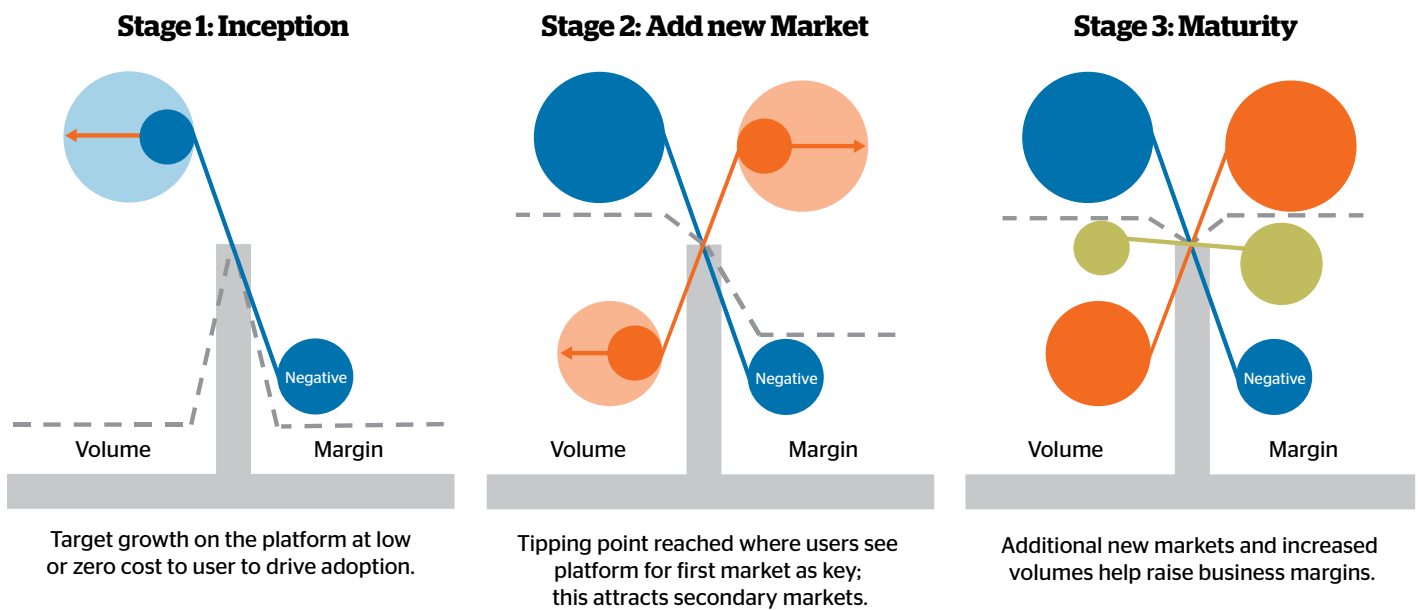 Stage 1: Inception
Negative
Volume
Margin
Target growth on the platform at low
or zero cost to user to drive adoption.
Stage 2: Add new Market
Negative
Volume
Margin
Tipping point reached where users see
platform for first market as key;
this attracts secondary markets.
Stage 3: Maturity
Negative
Volume
Margin
Additional new markets and increased
volumes help raise business margins.